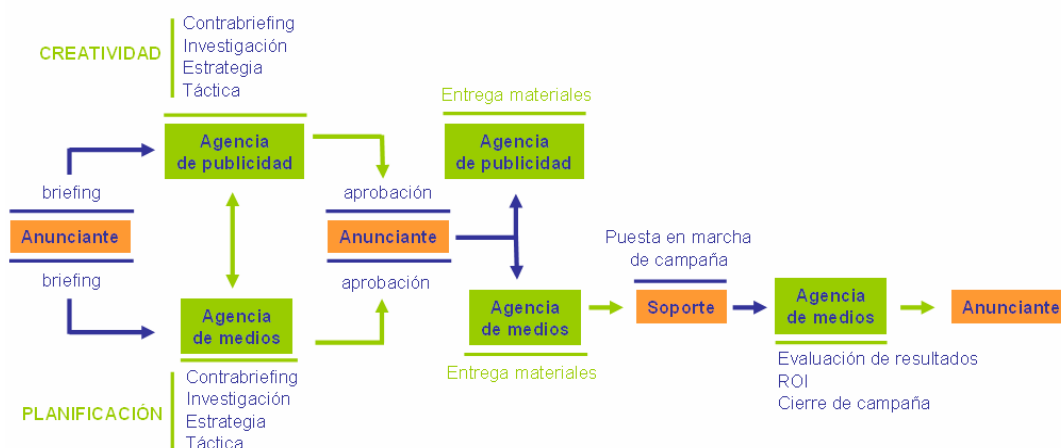 CREATIVIDAD
Contrabriefing
Investigación
Estrategia
Táctica
Agencia
de publicidad
briefing
Anunciante
briefing
Agencia
de medios
PLANIFICACIÓN
Contrabriefing
Investigación
Estrategia
Táctica
aprobación
Anunciante
aprobación
Entrega materiales
Agencia
de publicidad
Agencia
de medios
Entrega materiales
Puesta en marcha
de campaña
Soporte
Agencia
de medios
Evaluación de resultados
ROI
Cierre de campaña
Anunciante